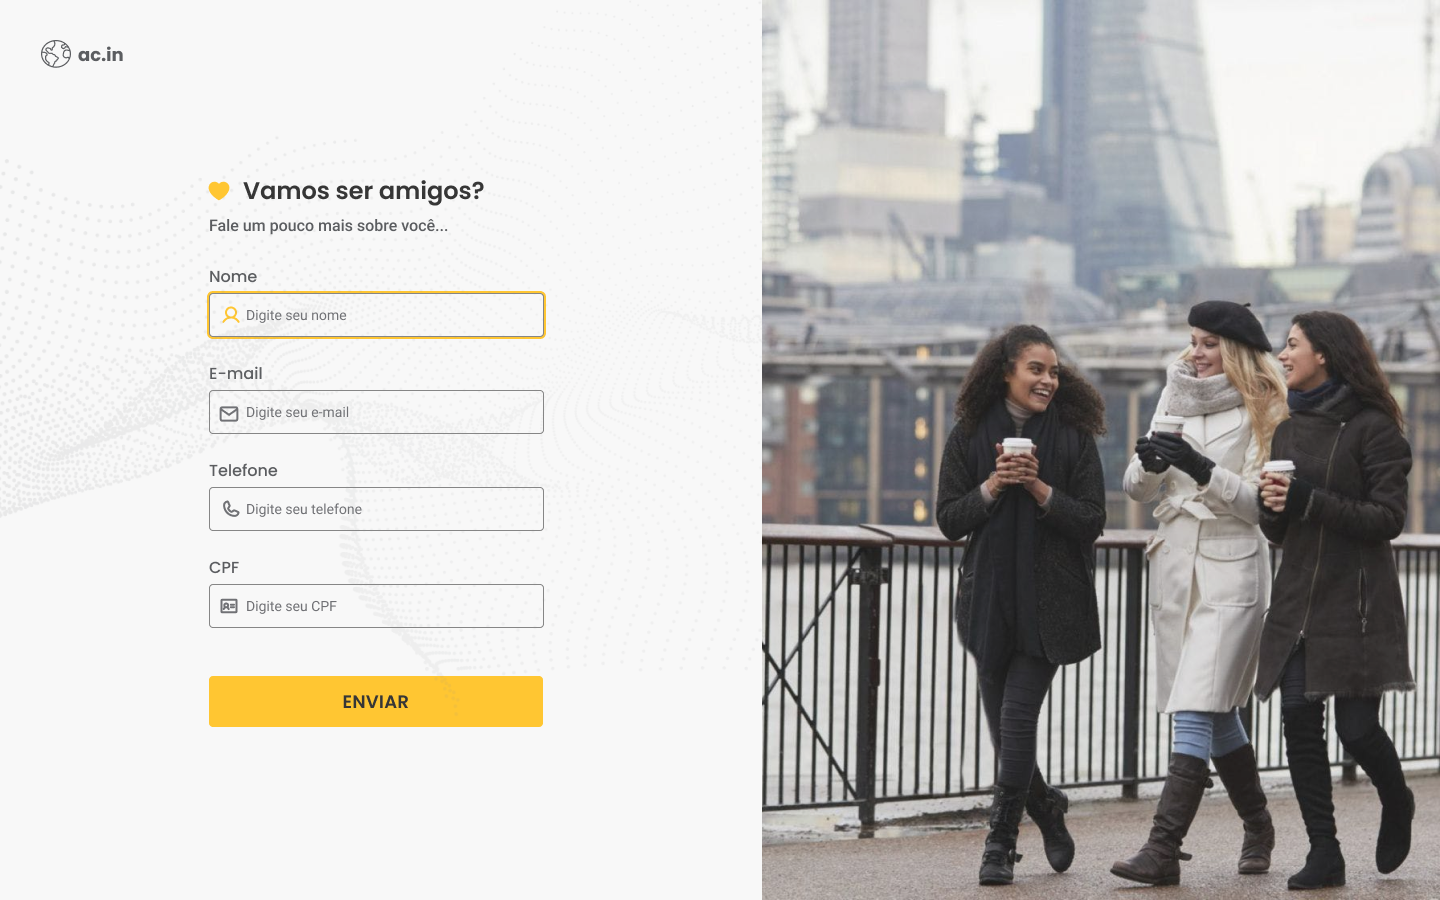 ac.in
Vamos ser amigos?
Fale um pouco mais sobre você...
Nome
Digite seu nome
E-mail
Digite seu e-mail
Telefone
Digite seu telefone
CPF
Digite seu CPF
ENVIAR